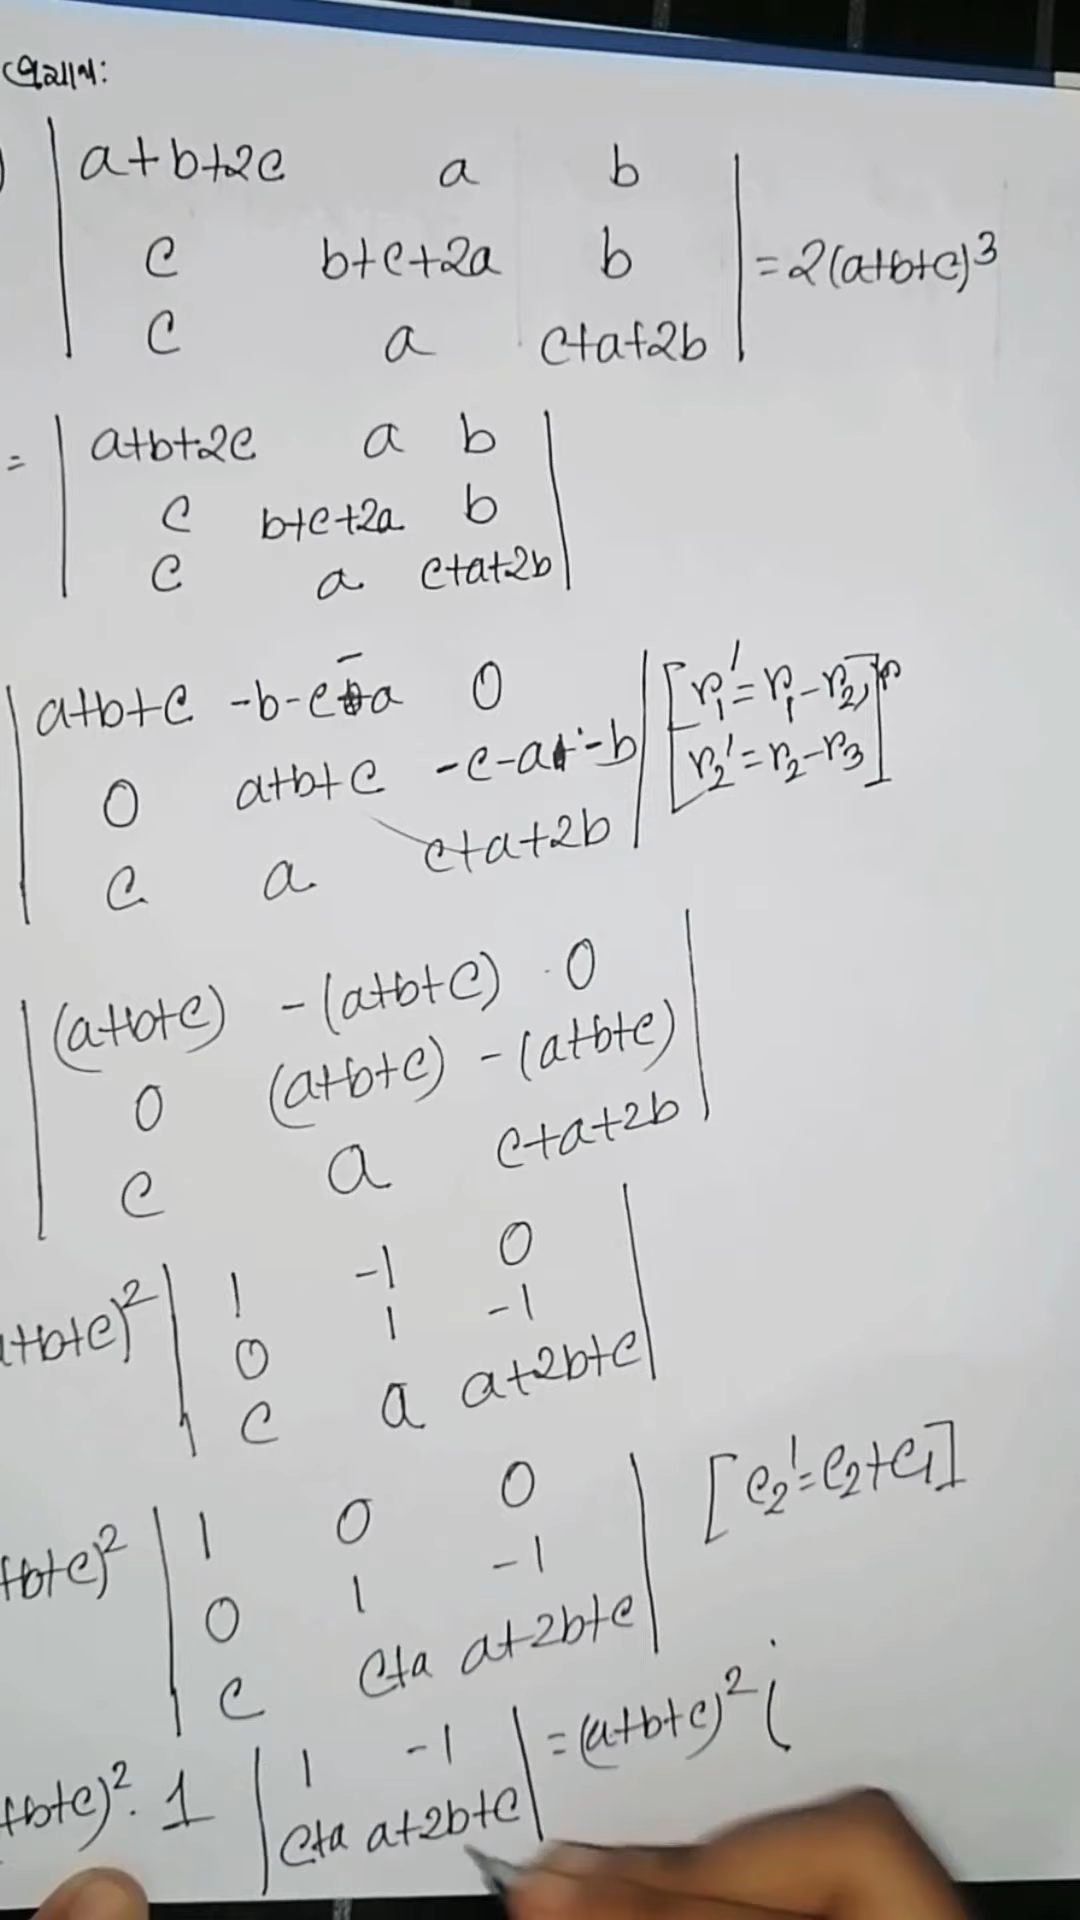 প্রমাণ:
) | a+b+2c a b |
| c b+c+2a b | = 2(a+b+c)³
| c a c+a+2b |
= | a+b+2c a b |
| c b+c+2a b |
| c a c+a+2b |
| a+b+c -b-c-a 0 | [r₁′ = r₁-r₂,
| 0 a+b+c -c-a-b | r₂′ = r₂-r₃]
| c a c+a+2b |
| (a+b+c) -(a+b+c) 0 |
| 0 (a+b+c) -(a+b+c) |
| c a c+a+2b |
| 1 -1 0 |
+b+c)² | 0 1 -1 |
| c a a+2b+c |
| 1 0 0 | [c₂′ = c₂+c₁]
+b+c)² | 0 1 -1 |
| c c+a a+2b+c |
+b+c)². 1 | 1 -1 | = (a+b+c)² (
| c+a a+2b+c |